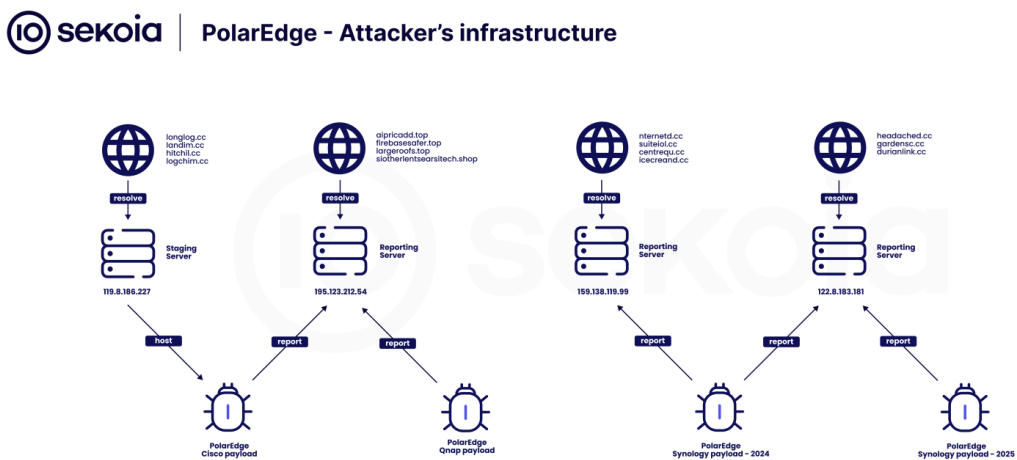 sekoia
PolarEdge - Attacker's infrastructure
longlog.cc
landim.cc
hitchil.cc
logchim.cc
resolve
Staging
Server
119.8.186.227
aipricadd.top
firebasesafer.top
largeroofs.top
siotherlentsearsitech.shop
resolve
Reporting
Server
195.123.212.54
nternetd.cc
suiteiol.cc
centrequ.cc
icecreand.cc
resolve
Reporting
Server
159.138.119.99
headached.cc
gardensc.cc
durianlink.cc
resolve
Reporting
Server
122.8.183.181
sekoia
host
report
report
report
report
report
PolarEdge
Cisco payload
PolarEdge
Qnap payload
PolarEdge
Synology payload - 2024
PolarEdge
Synology payload - 2025